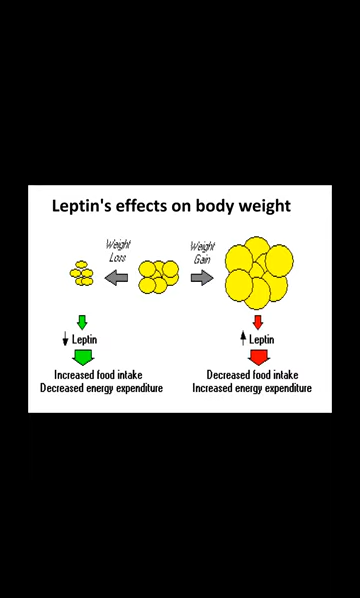 Leptin's effects on body weight
Weight
Loss
Weight
Gain
Leptin
Leptin
Increased food intake
Decreased energy expenditure
Decreased food intake
Increased energy expenditure